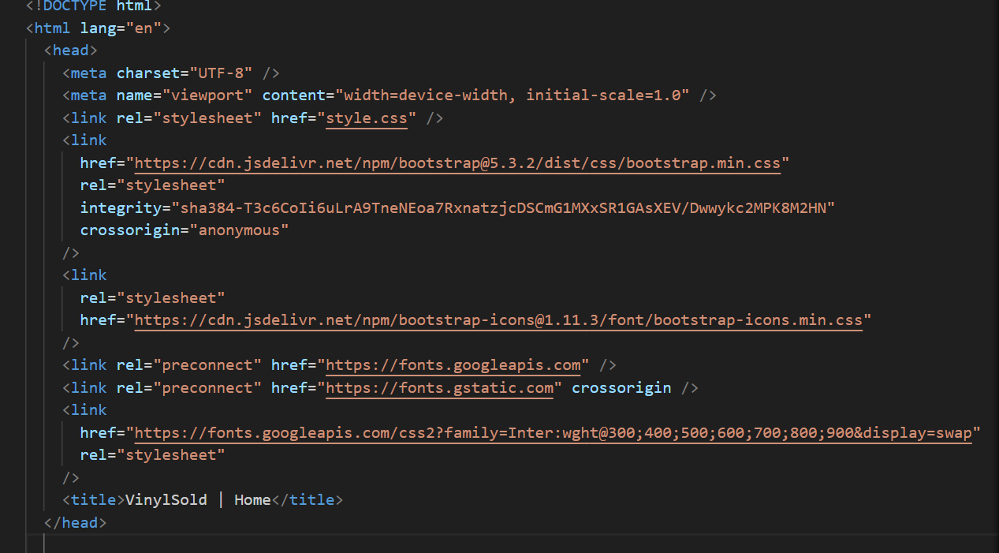 <!DOCTYPE html>
<html lang="en">
<head>
<meta charset="UTF-8" />
<meta name="viewport" content="width=device-width, initial-scale=1.0" />
<link rel="stylesheet" href="style.css" />
<link
href="https://cdn.jsdelivr.net/npm/bootstrap@5.3.2/dist/css/bootstrap.min.css"
rel="stylesheet"
integrity="sha384-T3c6CoIi6uLrA9TneNEoa7RxnatzjcDSCmG1MXxSR1GAsXEV/Dwwykc2MPK8M2HN"
crossorigin="anonymous"
/>
<link
rel="stylesheet"
href="https://cdn.jsdelivr.net/npm/bootstrap-icons@1.11.3/font/bootstrap-icons.min.css"
/>
<link rel="preconnect" href="https://fonts.googleapis.com" />
<link rel="preconnect" href="https://fonts.gstatic.com" crossorigin />
<link
href="https://fonts.googleapis.com/css2?family=Inter:wght@300;400;500;600;700;800;900&display=swap"
rel="stylesheet"
/>
<title>VinylSold | Home</title>
</head>